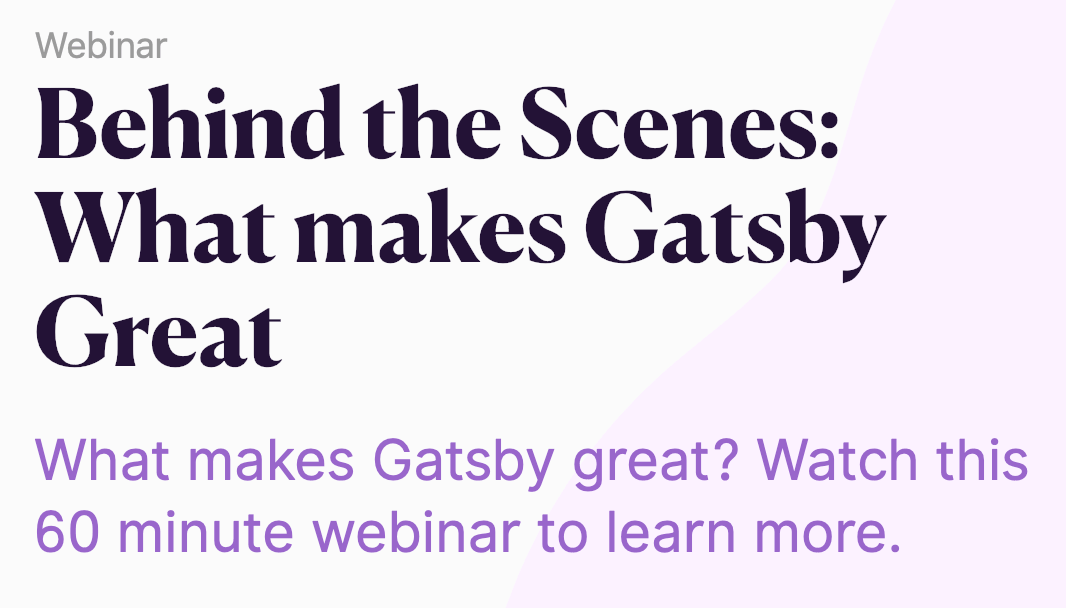 Webinar
Behind the Scenes:
What makes Gatsby
Great
What makes Gatsby great? Watch this
60 minute webinar to learn more.